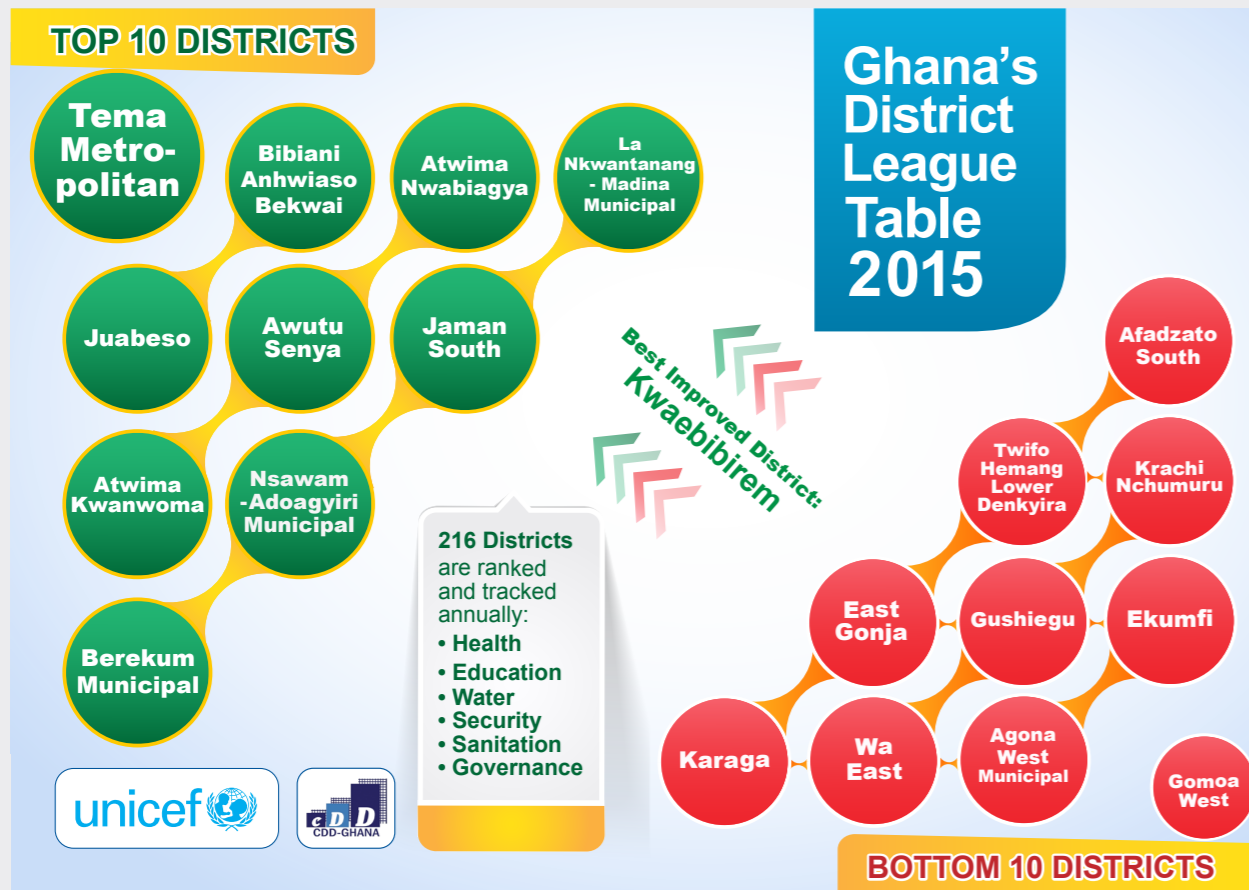 TOP 10 DISTRICTS
Ghana's
District
League
Table
2015
Tema
Metro-
politan
Bibiani
Anhwiaso
Bekwai
Atwima
Nwabiagya
La
Nkwantanang
- Madina
Municipal
Juabeso
Awutu
Senya
Jaman
South
Atwima
Kwanwoma
Nsawam
-Adoagyiri
Municipal
Berekum
Municipal
Best Improved District:
Kwaebibirem
216 Districts
are ranked
and tracked
annually:
• Health
• Education
• Water
• Security
• Sanitation
• Governance
Afadzato
South
Twifo
Hemang
Lower
Denkyira
Krachi
Nchumuru
East
Gonja
Gushiegu
Ekumfi
Karaga
Wa
East
Agona
West
Municipal
Gomoa
West
unicef
cDD
CDD-GHANA
BOTTOM 10 DISTRICTS